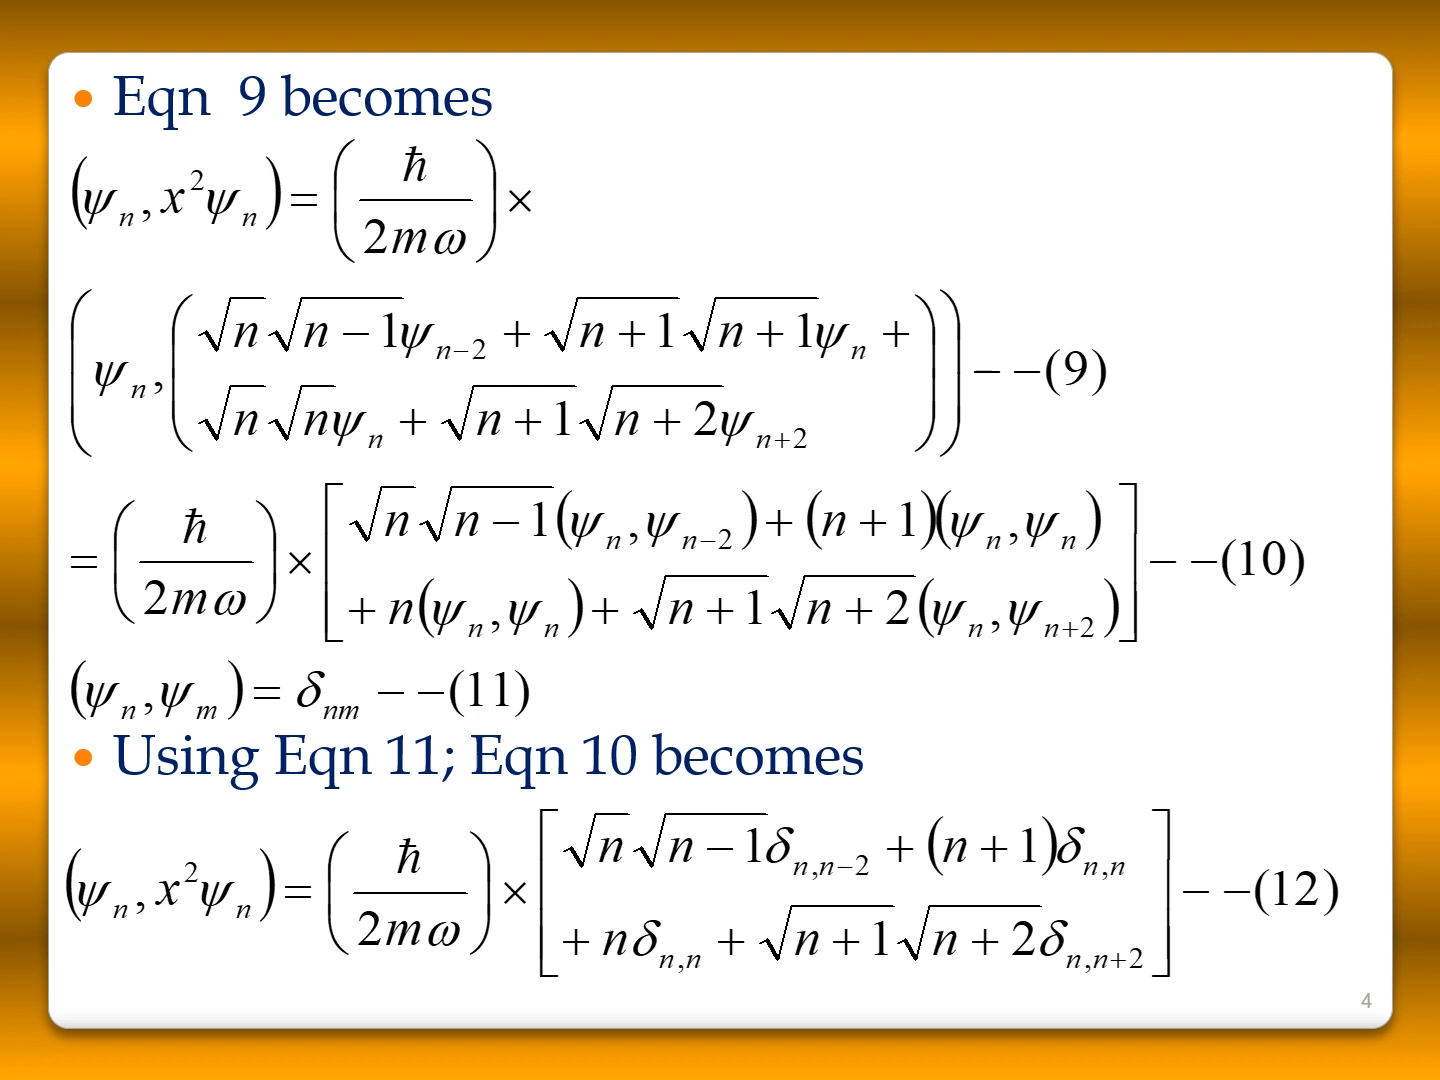 • Eqn 9 becomes
(ψ_n, x²ψ_n) = (ħ / 2mω) ×
(ψ_n, (√n √(n−1) ψ_{n−2} + √(n+1) √(n+1) ψ_n +
√n √n ψ_n + √(n+1) √(n+2) ψ_{n+2})) − −(9)
= (ħ / 2mω) × [√n √(n−1) (ψ_n, ψ_{n−2}) + (n+1)(ψ_n, ψ_n)
+ n(ψ_n, ψ_n) + √(n+1) √(n+2) (ψ_n, ψ_{n+2})] − −(10)
(ψ_n, ψ_m) = δ_{nm} − −(11)
• Using Eqn 11; Eqn 10 becomes
(ψ_n, x²ψ_n) = (ħ / 2mω) × [√n √(n−1) δ_{n,n−2} + (n+1)δ_{n,n}
+ nδ_{n,n} + √(n+1) √(n+2) δ_{n,n+2}] − −(12)
4